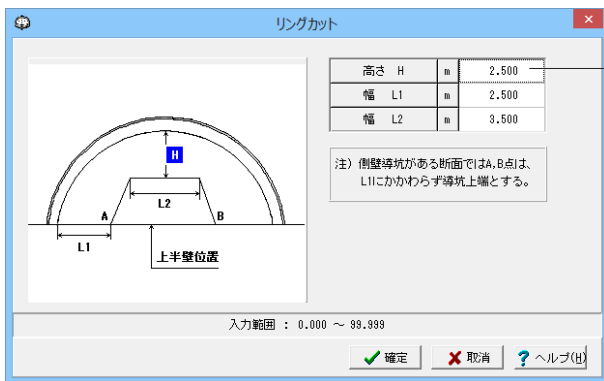 リングカット
高さ H m 2.500
幅 L1 m 2.500
幅 L2 m 3.500
注) 側壁導坑がある断面ではA,B点は、
L1にかかわらず導坑上端とする。
H
L2
A B
L1
上半壁位置
入力範囲 : 0.000 ～ 99.999
確定 取消 ヘルプ(H)